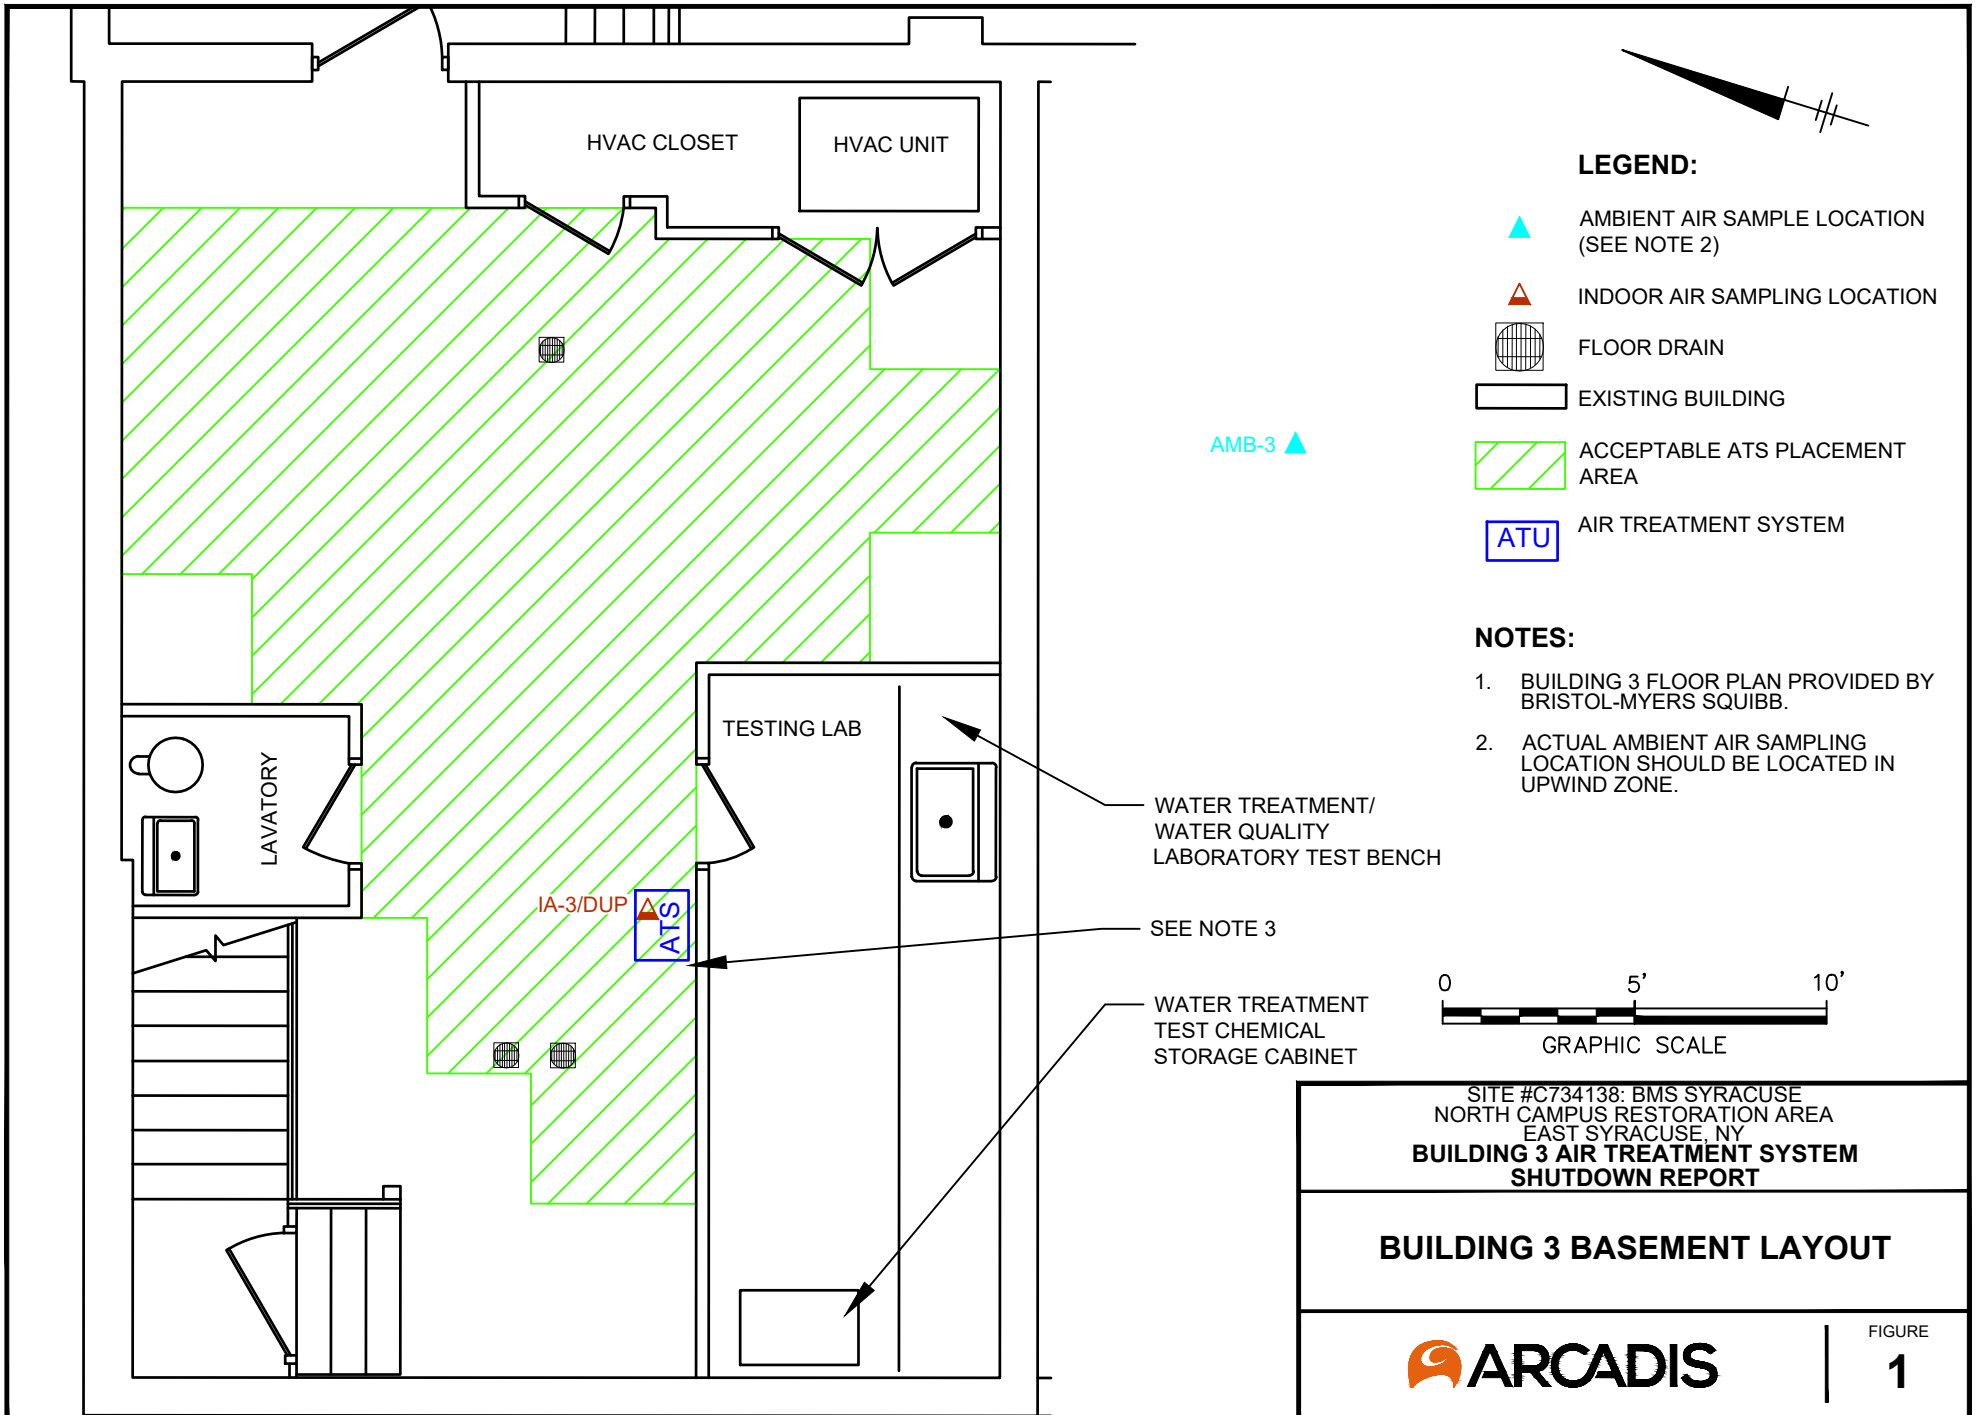 HVAC CLOSET
HVAC UNIT
LEGEND:
AMBIENT AIR SAMPLE LOCATION
(SEE NOTE 2)
INDOOR AIR SAMPLING LOCATION
FLOOR DRAIN
EXISTING BUILDING
ACCEPTABLE ATS PLACEMENT
AREA
ATU
AIR TREATMENT SYSTEM
AMB-3
NOTES:
1. BUILDING 3 FLOOR PLAN PROVIDED BY
BRISTOL-MYERS SQUIBB.
2. ACTUAL AMBIENT AIR SAMPLING
LOCATION SHOULD BE LOCATED IN
UPWIND ZONE.
TESTING LAB
LAVATORY
WATER TREATMENT/
WATER QUALITY
LABORATORY TEST BENCH
IA-3/DUP
ATS
SEE NOTE 3
WATER TREATMENT
TEST CHEMICAL
STORAGE CABINET
0 5' 10'
GRAPHIC SCALE
SITE #C734138: BMS SYRACUSE
NORTH CAMPUS RESTORATION AREA
EAST SYRACUSE, NY
BUILDING 3 AIR TREATMENT SYSTEM
SHUTDOWN REPORT
BUILDING 3 BASEMENT LAYOUT
ARCADIS
FIGURE
1